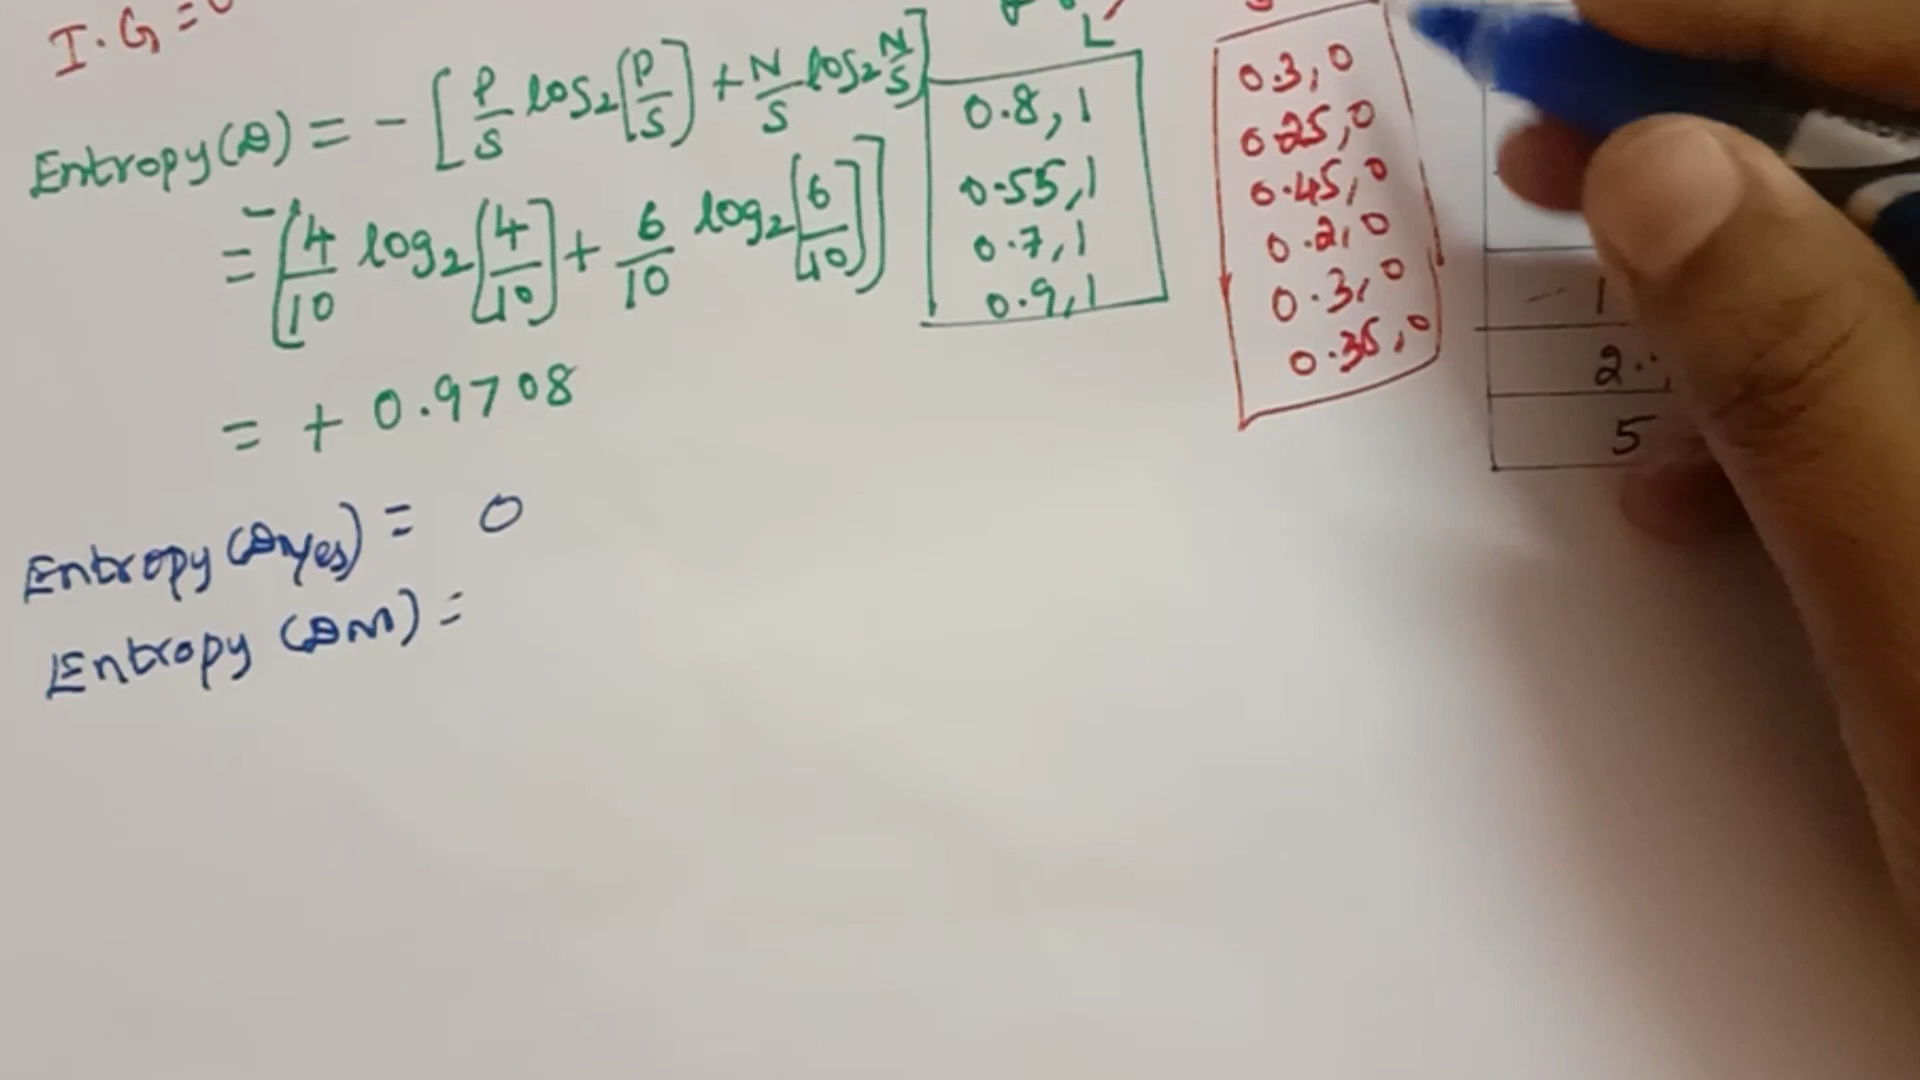 I.G =
Entropy(D) = - [P/S log2[P/S] + N/S log2 N/S]
= -[4/10 log2[4/10] + 6/10 log2[6/10]]
= + 0.9708
Entropy (Dyes) = 0
Entropy (DNo) =
L
0.8, 1
0.55, 1
0.7, 1
0.9, 1
0.3, 0
0.25, 0
0.45, 0
0.2, 0
0.3, 0
0.35, 0
1
2
5